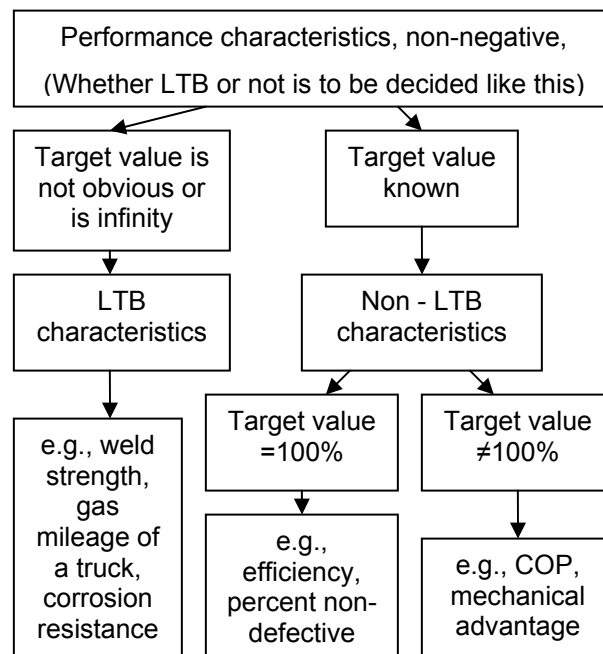 Performance characteristics, non-negative,
(Whether LTB or not is to be decided like this)
Target value is
not obvious or
is infinity
Target value
known
LTB
characteristics
Non - LTB
characteristics
Target value
=100%
Target value
≠100%
e.g., weld
strength,
gas
mileage of
a truck,
corrosion
resistance
e.g.,
efficiency,
percent non-
defective
e.g., COP,
mechanical
advantage